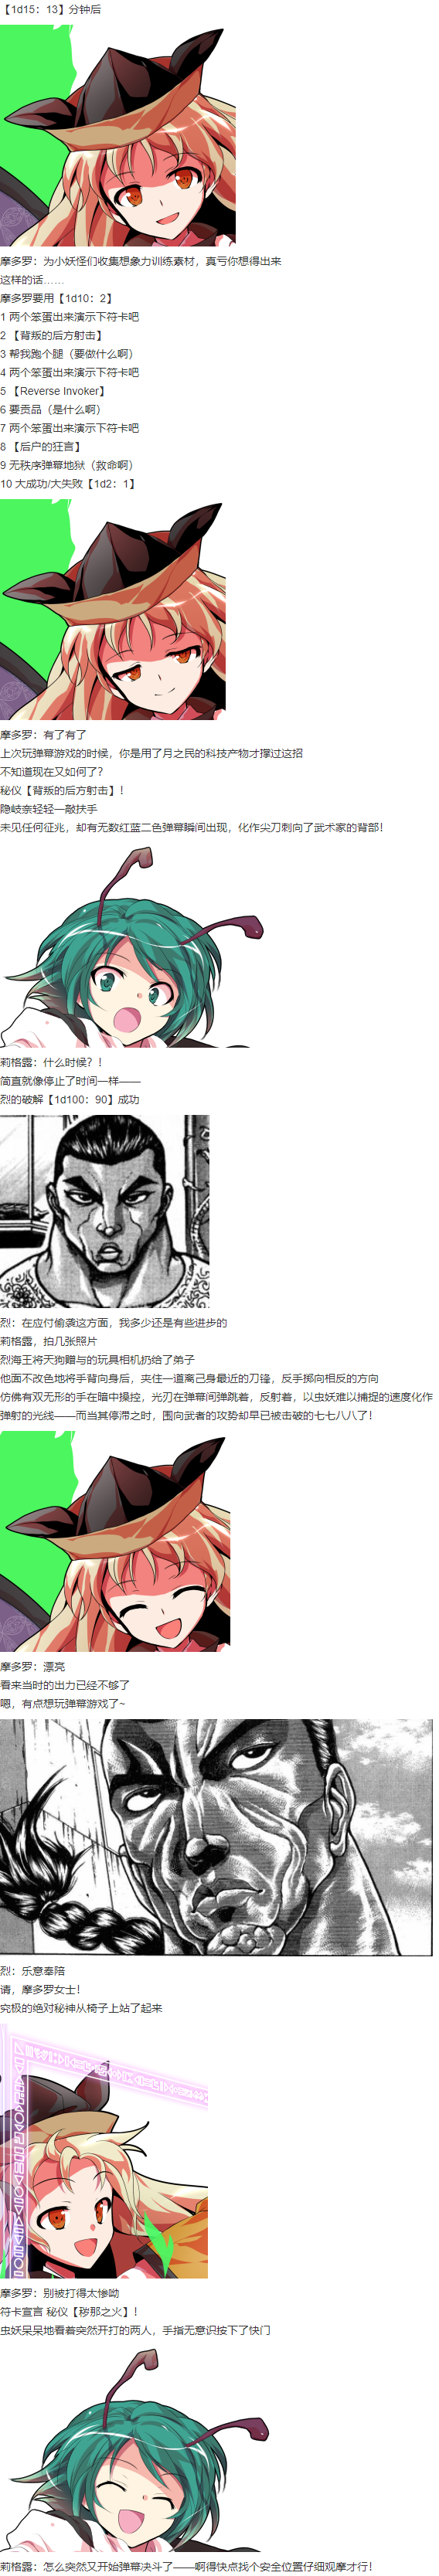 【1d15：13】分钟后
摩多罗：为小妖怪们收集想象力训练素材，真亏你想得出来
这样的话……
摩多罗要用【1d10：2】
1 两个笨蛋出来演示下符卡吧
2 【背叛的后方射击】
3 帮我跑个腿（要做什么啊）
4 两个笨蛋出来演示下符卡吧
5 【Reverse Invoker】
6 要贡品（是什么啊）
7 两个笨蛋出来演示下符卡吧
8 【后户的狂言】
9 无秩序弹幕地狱（救命啊）
10 大成功/大失败【1d2：1】
摩多罗：有了有了
上次玩弹幕游戏的时候，你是用了月之民的科技产物才撑过这招
不知道现在又如何了？
秘仪【背叛的后方射击】！
隐岐奈轻轻一敲扶手
未见任何征兆，却有无数红蓝二色弹幕瞬间出现，化作尖刀刺向了武术家的背部！
莉格露：什么时候？！
简直就像停止了时间一样——
烈的破解【1d100：90】成功
烈：在应付偷袭这方面，我多少还是有些进步的
莉格露，拍几张照片
烈海王将天狗赠与的玩具相机扔给了弟子
他面不改色地将手背向身后，夹住一道离己身最近的刀锋，反手掷向相反的方向
仿佛有双无形的手在暗中操控，光刃在弹幕间弹跳着，反射着，以虫妖难以捕捉的速度化作
弹射的光线——而当其停滞之时，围向武者的攻势却早已被击破的七七八八了！
摩多罗：漂亮
看来当时的出力已经不够了
嗯，有点想玩弹幕游戏了~
烈：乐意奉陪
请，摩多罗女士！
究极的绝对秘神从椅子上站了起来
摩多罗：别被打得太惨呦
符卡宣言 秘仪【秽那之火】！
虫妖呆呆地看着突然开打的两人，手指无意识按下了快门
莉格露：怎么突然又开始弹幕决斗了——啊得快点找个安全位置仔细观摩才行！